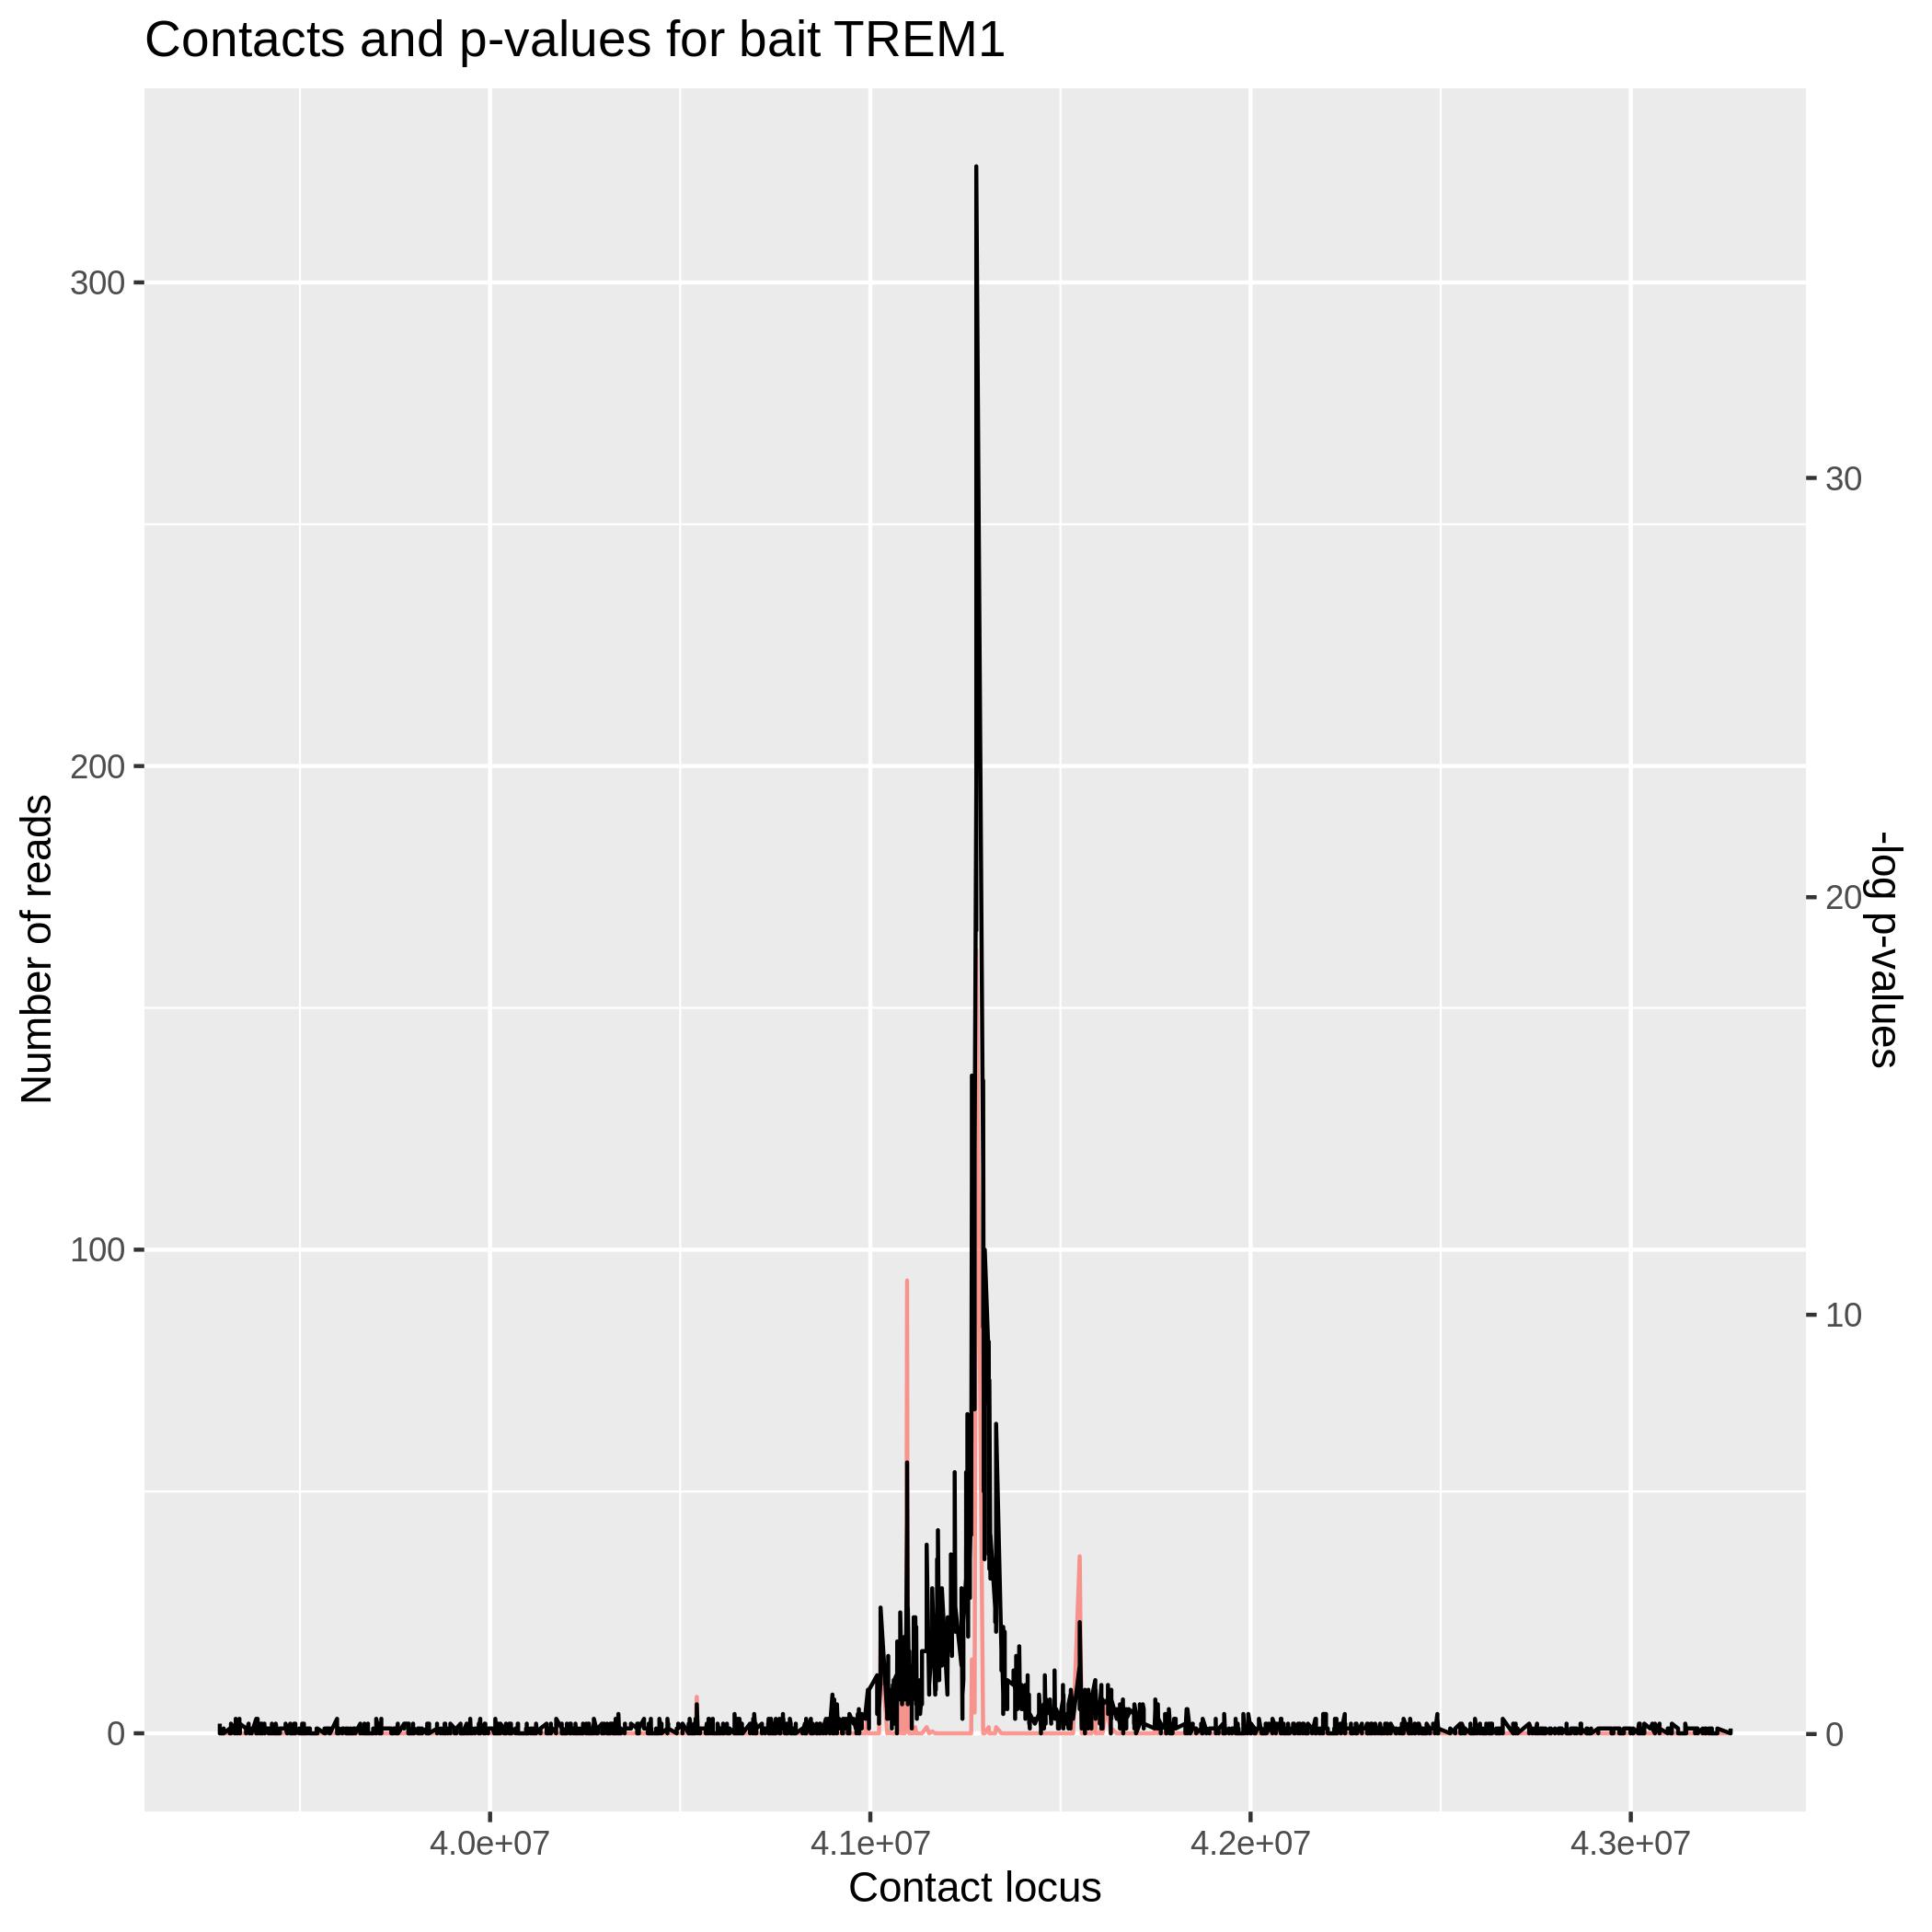 Contacts and p-values for bait TREM1
300
200
100
0
Number of reads
30
20
10
0
-log p-values
4.0e+07
4.1e+07
4.2e+07
4.3e+07
Contact locus